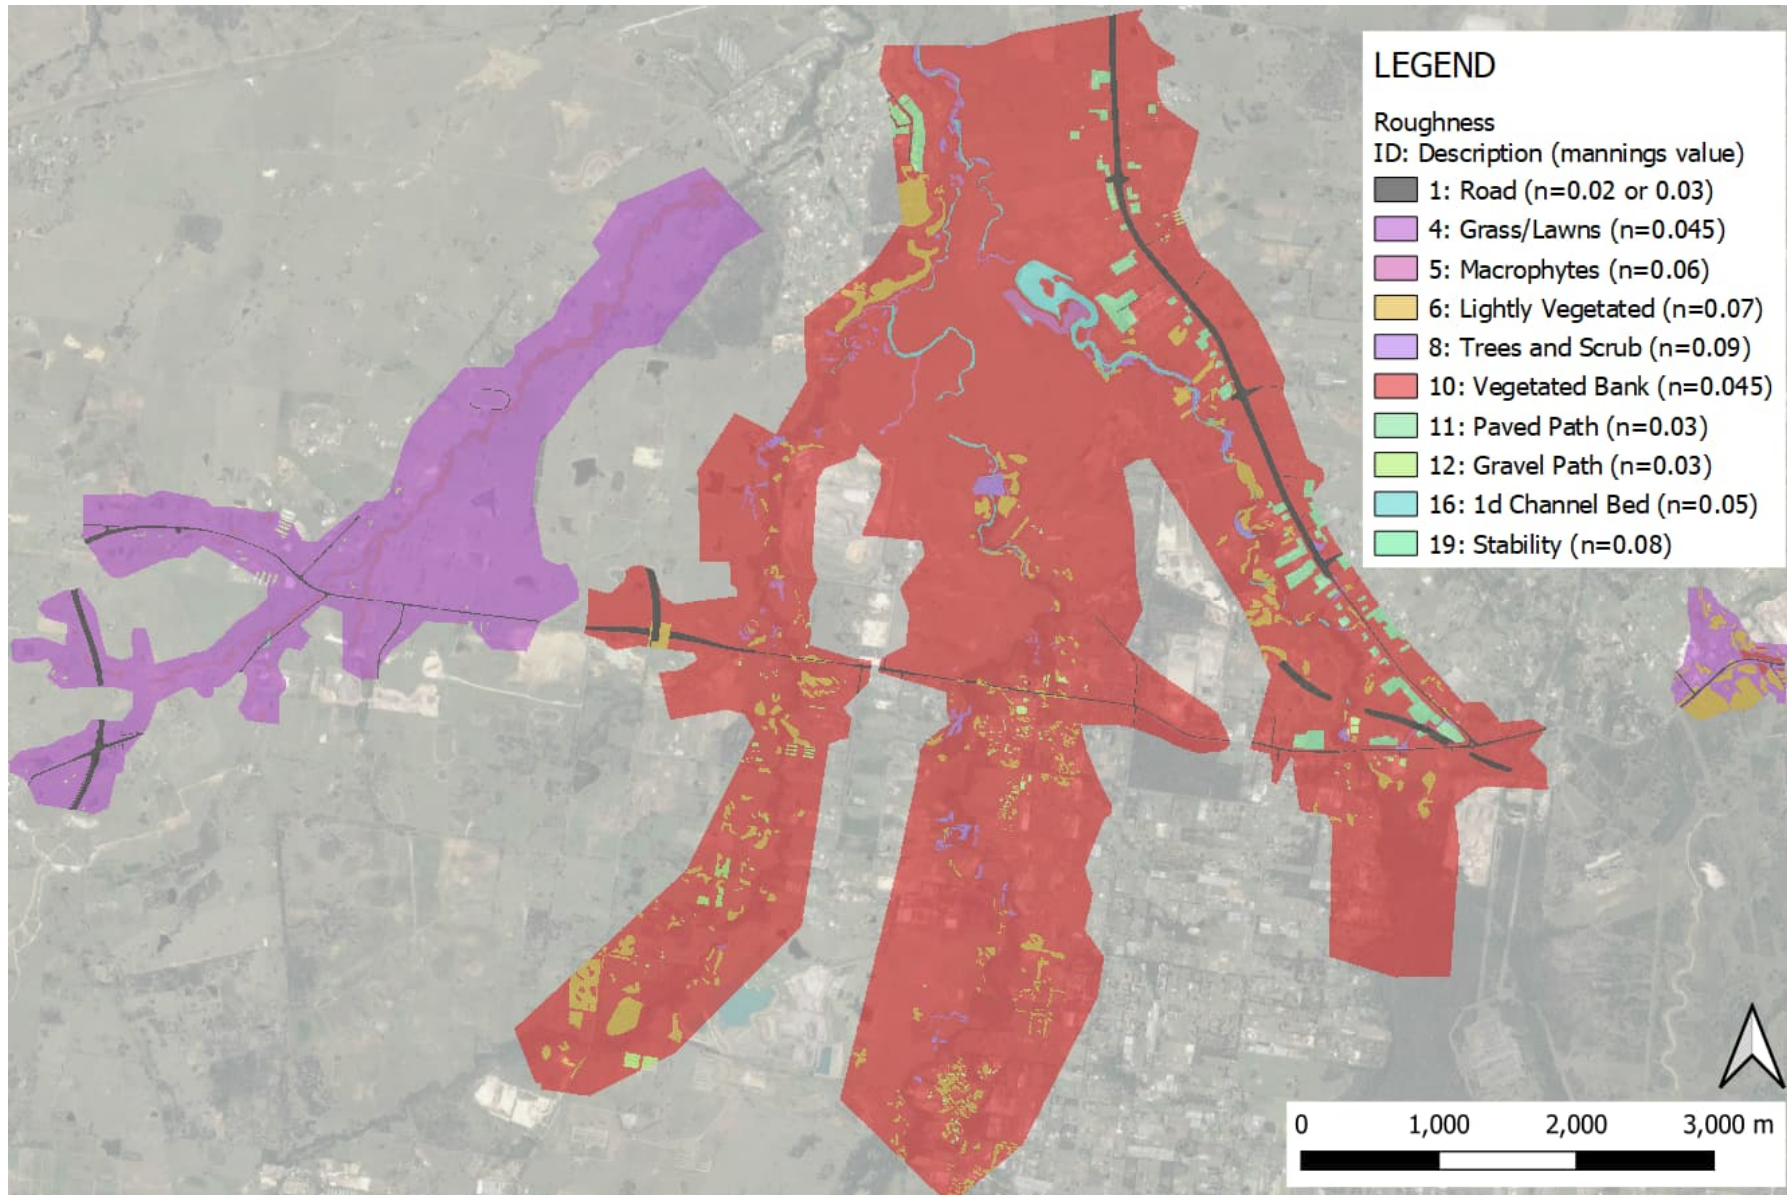 LEGEND
Roughness
ID: Description (mannings value)
1: Road (n=0.02 or 0.03)
4: Grass/Lawns (n=0.045)
5: Macrophytes (n=0.06)
6: Lightly Vegetated (n=0.07)
8: Trees and Scrub (n=0.09)
10: Vegetated Bank (n=0.045)
11: Paved Path (n=0.03)
12: Gravel Path (n=0.03)
16: 1d Channel Bed (n=0.05)
19: Stability (n=0.08)
0 1,000 2,000 3,000 m